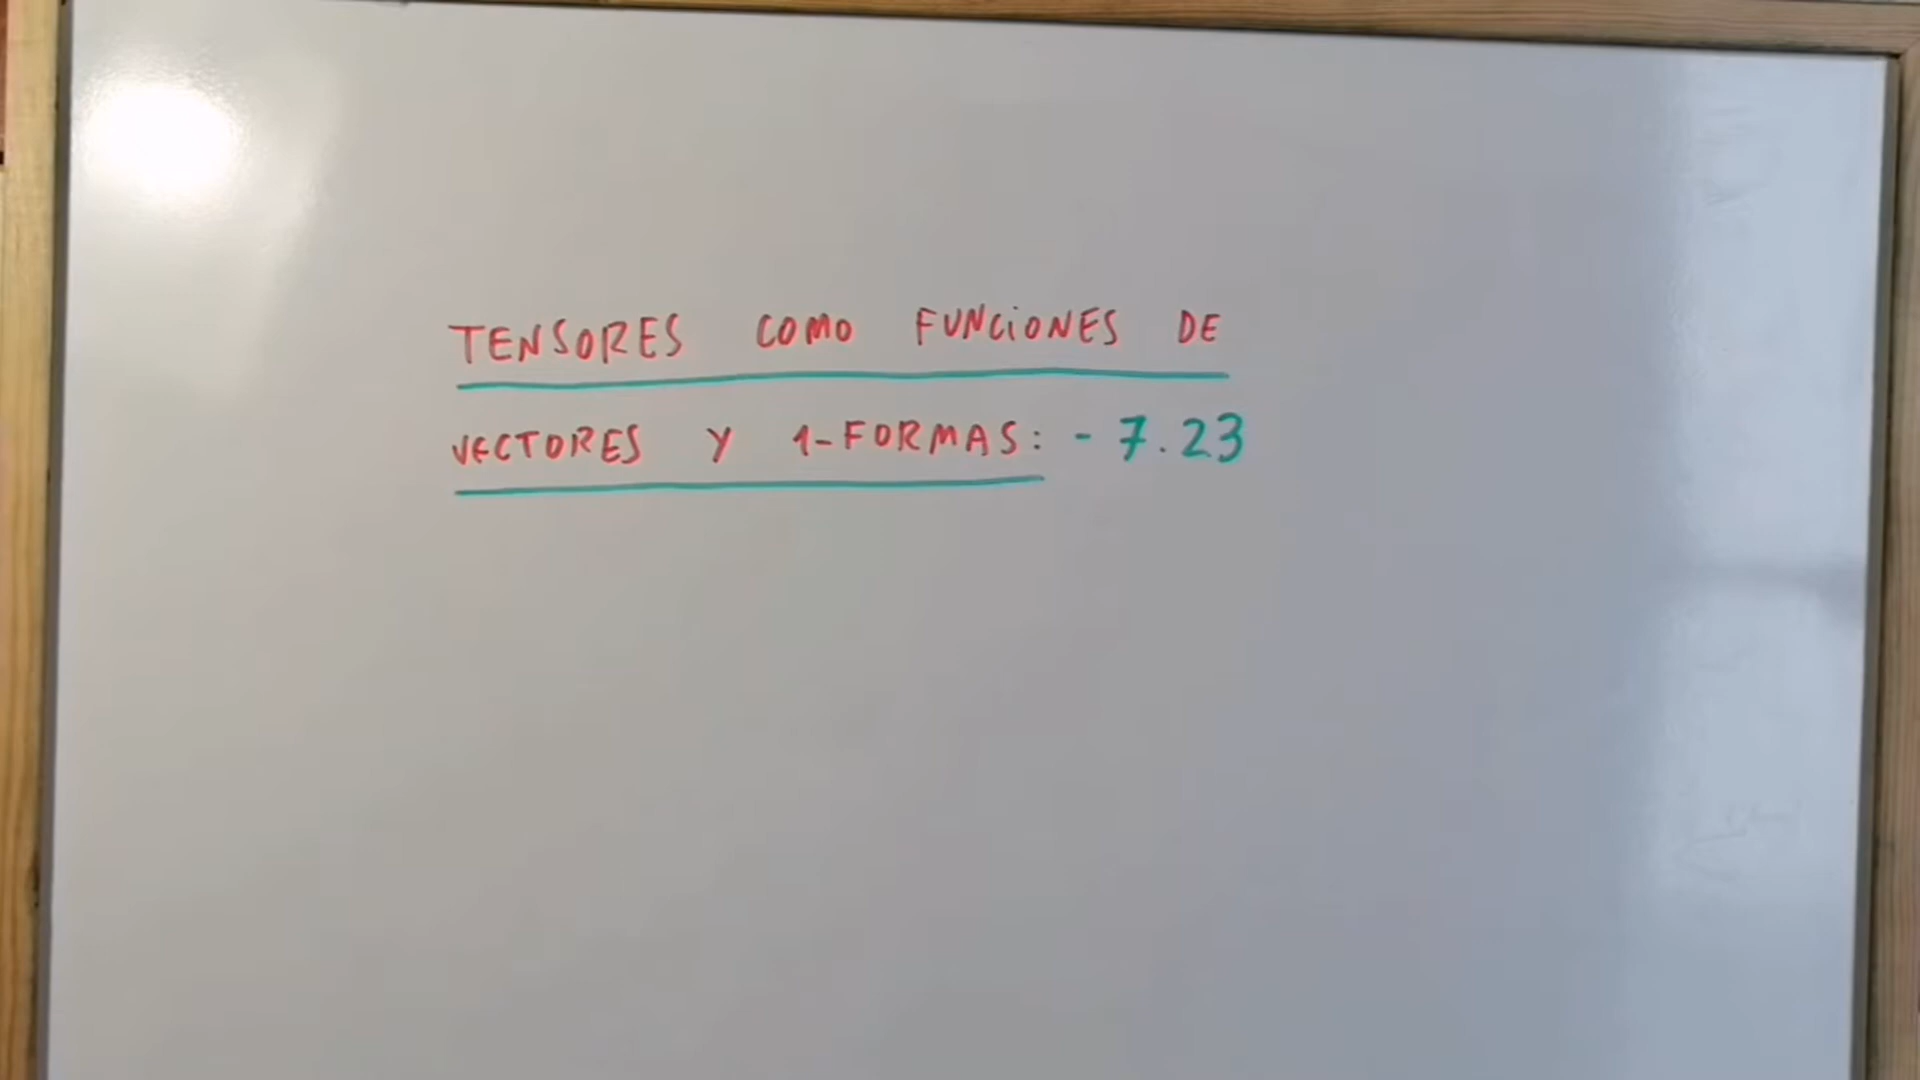 TENSORES COMO FUNCIONES DE
VECTORES Y 1-FORMAS: - 7.23